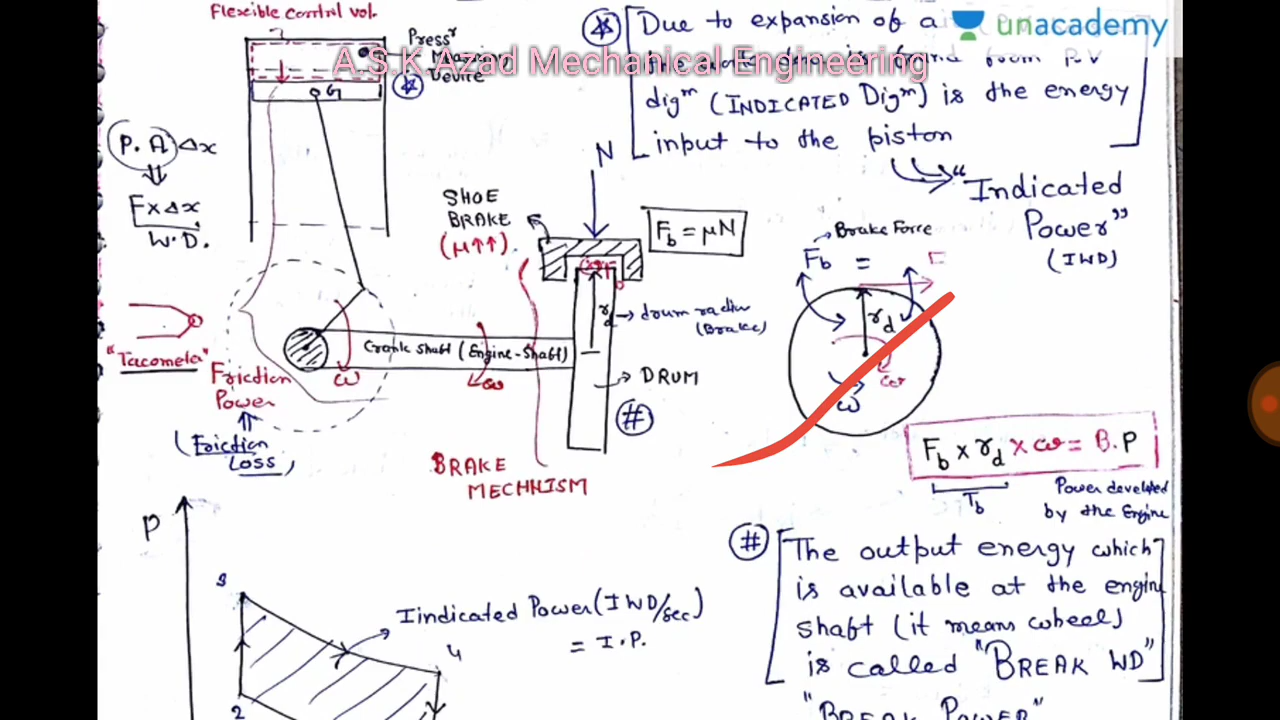 Flexible control vol.
Press^r
Device
P.A Δx
F x Δx
W.D.
"Tacometer"
Friction
Power
(Friction
Loss)
G
SHOE
BRAKE
(μ↑↑)
N
F_b = μN
r_d
drum radius
(Brake)
Crank shaft (Engine-Shaft)
ω
ω
DRUM
#
BRAKE
MECHNISM
Due to expansion of
unacademy
A.S.K Azad Mechanical Engineering
dig^m (INDICATED Dig^m) is the energy
input to the piston
"Indicated
Power"
(IWD)
Brake Force
F_b =
r_d
ω
ω
F_b x r_d x ω = B.P
T_b
Power developed
by the Engine
# The output energy which
is available at the engine
shaft (it means wheel)
is called "BREAK WD"
"BREAK POWER"
P
3
4
2
Iindicated Power (IWD/sec)
= I.P.